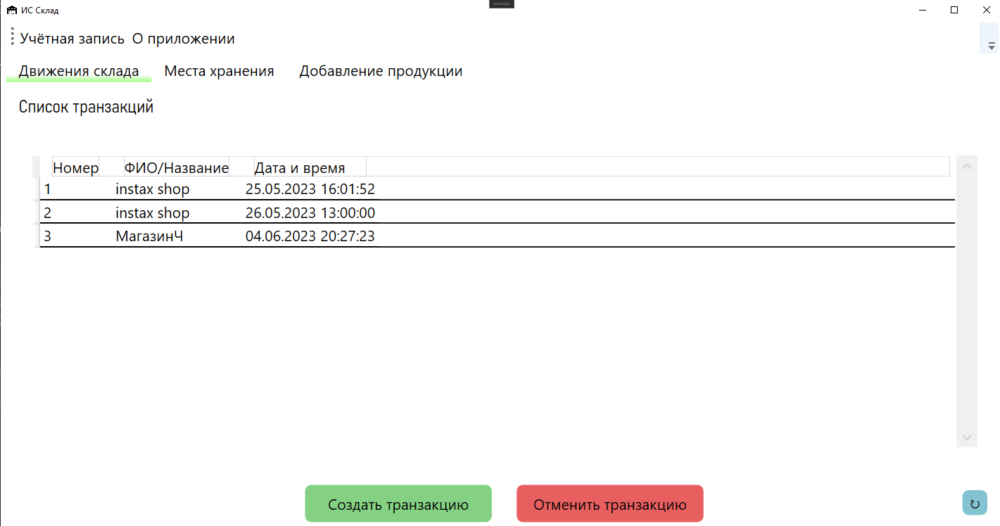 ИС Склад
Учётная запись О приложении
Движения склада Места хранения Добавление продукции
Список транзакций
Номер ФИО/Название Дата и время
1 instax shop 25.05.2023 16:01:52
2 instax shop 26.05.2023 13:00:00
3 МагазинЧ 04.06.2023 20:27:23
Создать транзакцию Отменить транзакцию